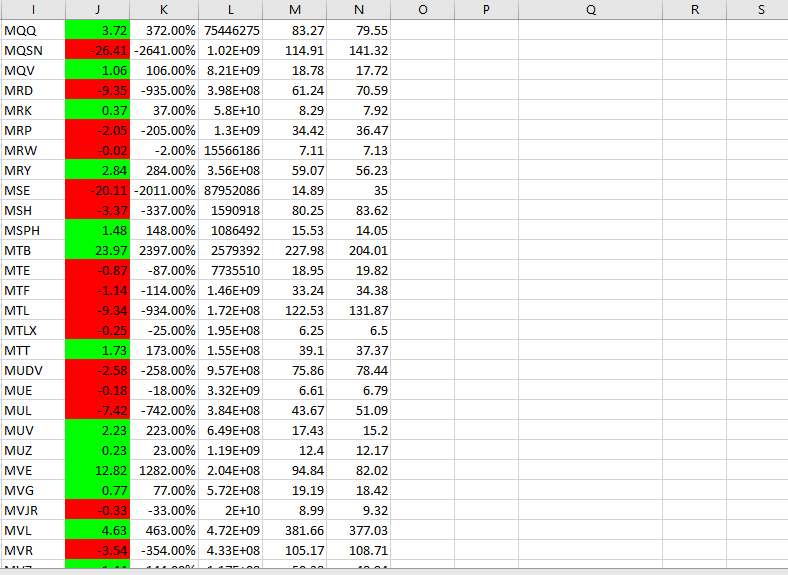 I J K L M N O P Q R S
MQQ 3.72 372.00% 75446275 83.27 79.55
MQSN -26.41 -2641.00% 1.02E+09 114.91 141.32
MQV 1.06 106.00% 8.21E+09 18.78 17.72
MRD -9.35 -935.00% 3.98E+08 61.24 70.59
MRK 0.37 37.00% 5.8E+10 8.29 7.92
MRP -2.05 -205.00% 1.3E+09 34.42 36.47
MRW -0.02 -2.00% 15566186 7.11 7.13
MRY 2.84 284.00% 3.56E+08 59.07 56.23
MSE -20.11 -2011.00% 87952086 14.89 35
MSH -3.37 -337.00% 1590918 80.25 83.62
MSPH 1.48 148.00% 1086492 15.53 14.05
MTB 23.97 2397.00% 2579392 227.98 204.01
MTE -0.87 -87.00% 7735510 18.95 19.82
MTF -1.14 -114.00% 1.46E+09 33.24 34.38
MTL -9.34 -934.00% 1.72E+08 122.53 131.87
MTLX -0.25 -25.00% 1.95E+08 6.25 6.5
MTT 1.73 173.00% 1.55E+08 39.1 37.37
MUDV -2.58 -258.00% 9.57E+08 75.86 78.44
MUE -0.18 -18.00% 3.32E+09 6.61 6.79
MUL -7.42 -742.00% 3.84E+08 43.67 51.09
MUV 2.23 223.00% 6.49E+08 17.43 15.2
MUZ 0.23 23.00% 1.19E+09 12.4 12.17
MVE 12.82 1282.00% 2.04E+08 94.84 82.02
MVG 0.77 77.00% 5.72E+08 19.19 18.42
MVJR -0.33 -33.00% 2E+10 8.99 9.32
MVL 4.63 463.00% 4.72E+09 381.66 377.03
MVR -3.54 -354.00% 4.33E+08 105.17 108.71